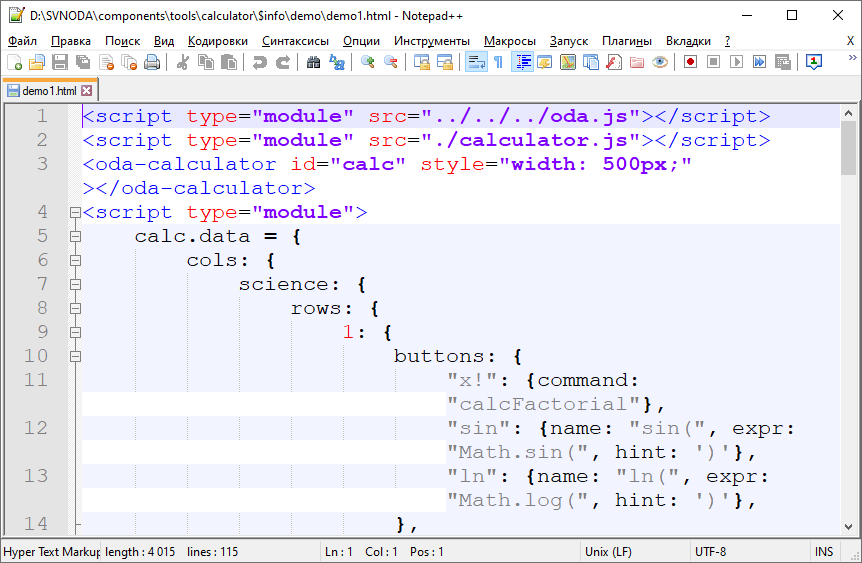 D:\SVNODA\components\tools\calculator\$info\demo\demo1.html - Notepad++
Файл Правка Поиск Вид Кодировки Синтаксисы Опции Инструменты Макросы Запуск Плагины Вкладки ? X
demo1.html
1 <script type="module" src="../../../oda.js"></script>
2 <script type="module" src="./calculator.js"></script>
3 <oda-calculator id="calc" style="width: 500px;"
></oda-calculator>
4 <script type="module">
5 calc.data = {
6 cols: {
7 science: {
8 rows: {
9 1: {
10 buttons: {
11 "x!": {command:
"calcFactorial"},
12 "sin": {name: "sin(", expr:
"Math.sin(", hint: ')'},
13 "ln": {name: "ln(", expr:
"Math.log(", hint: ')'},
14 },
Hyper Text Markup length : 4 015 lines : 115 Ln : 1 Col : 1 Pos : 1 Unix (LF) UTF-8 INS